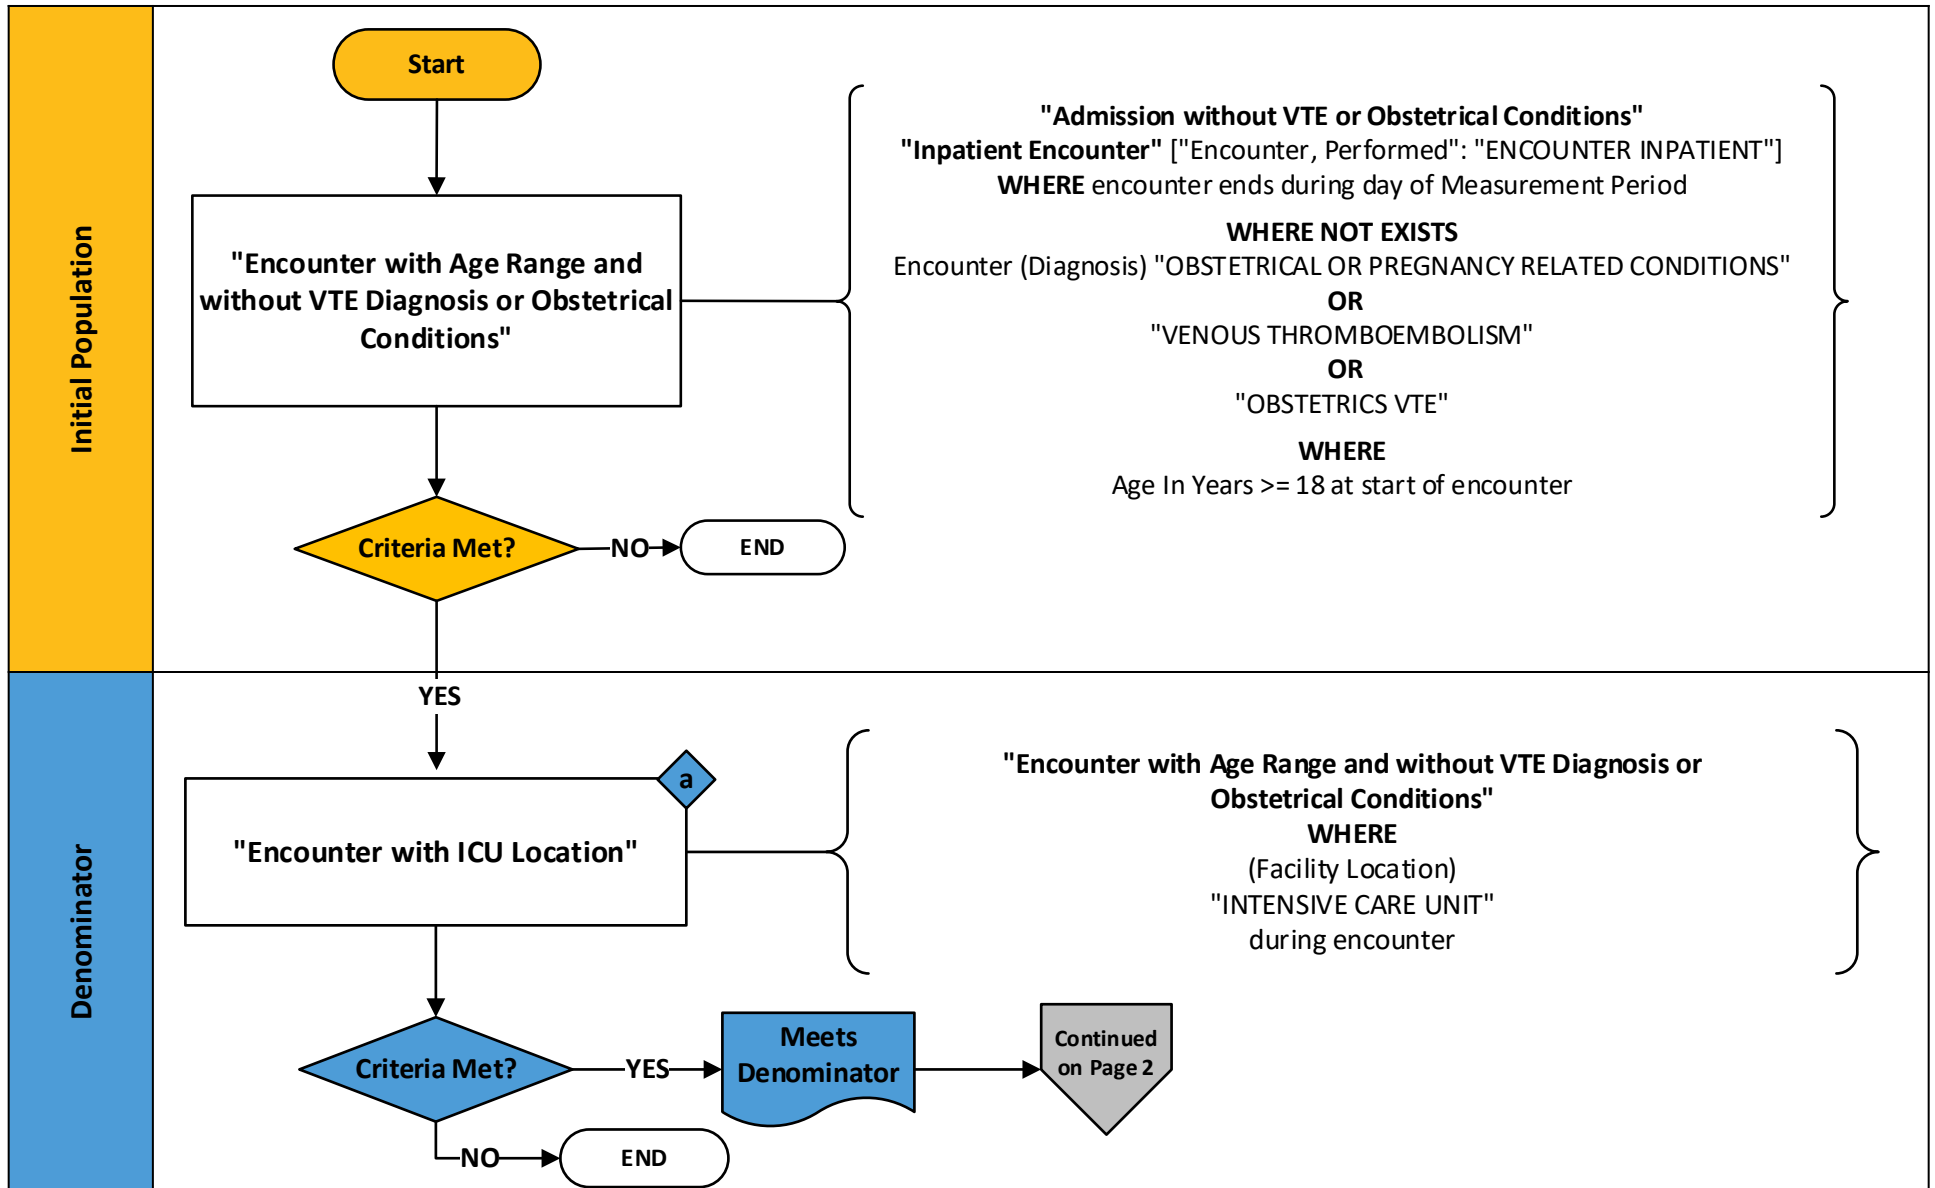 Initial Population
Start
"Encounter with Age Range and
without VTE Diagnosis or Obstetrical
Conditions"
"Admission without VTE or Obstetrical Conditions"
"Inpatient Encounter" ["Encounter, Performed": "ENCOUNTER INPATIENT"]
WHERE encounter ends during day of Measurement Period
WHERE NOT EXISTS
Encounter (Diagnosis) "OBSTETRICAL OR PREGNANCY RELATED CONDITIONS"
OR
"VENOUS THROMBOEMBOLISM"
OR
"OBSTETRICS VTE"
WHERE
Age In Years >= 18 at start of encounter
Criteria Met?
NO
END
YES
Denominator
a
"Encounter with ICU Location"
"Encounter with Age Range and without VTE Diagnosis or
Obstetrical Conditions"
WHERE
(Facility Location)
"INTENSIVE CARE UNIT"
during encounter
Criteria Met?
YES
Meets
Denominator
Continued
on Page 2
NO
END